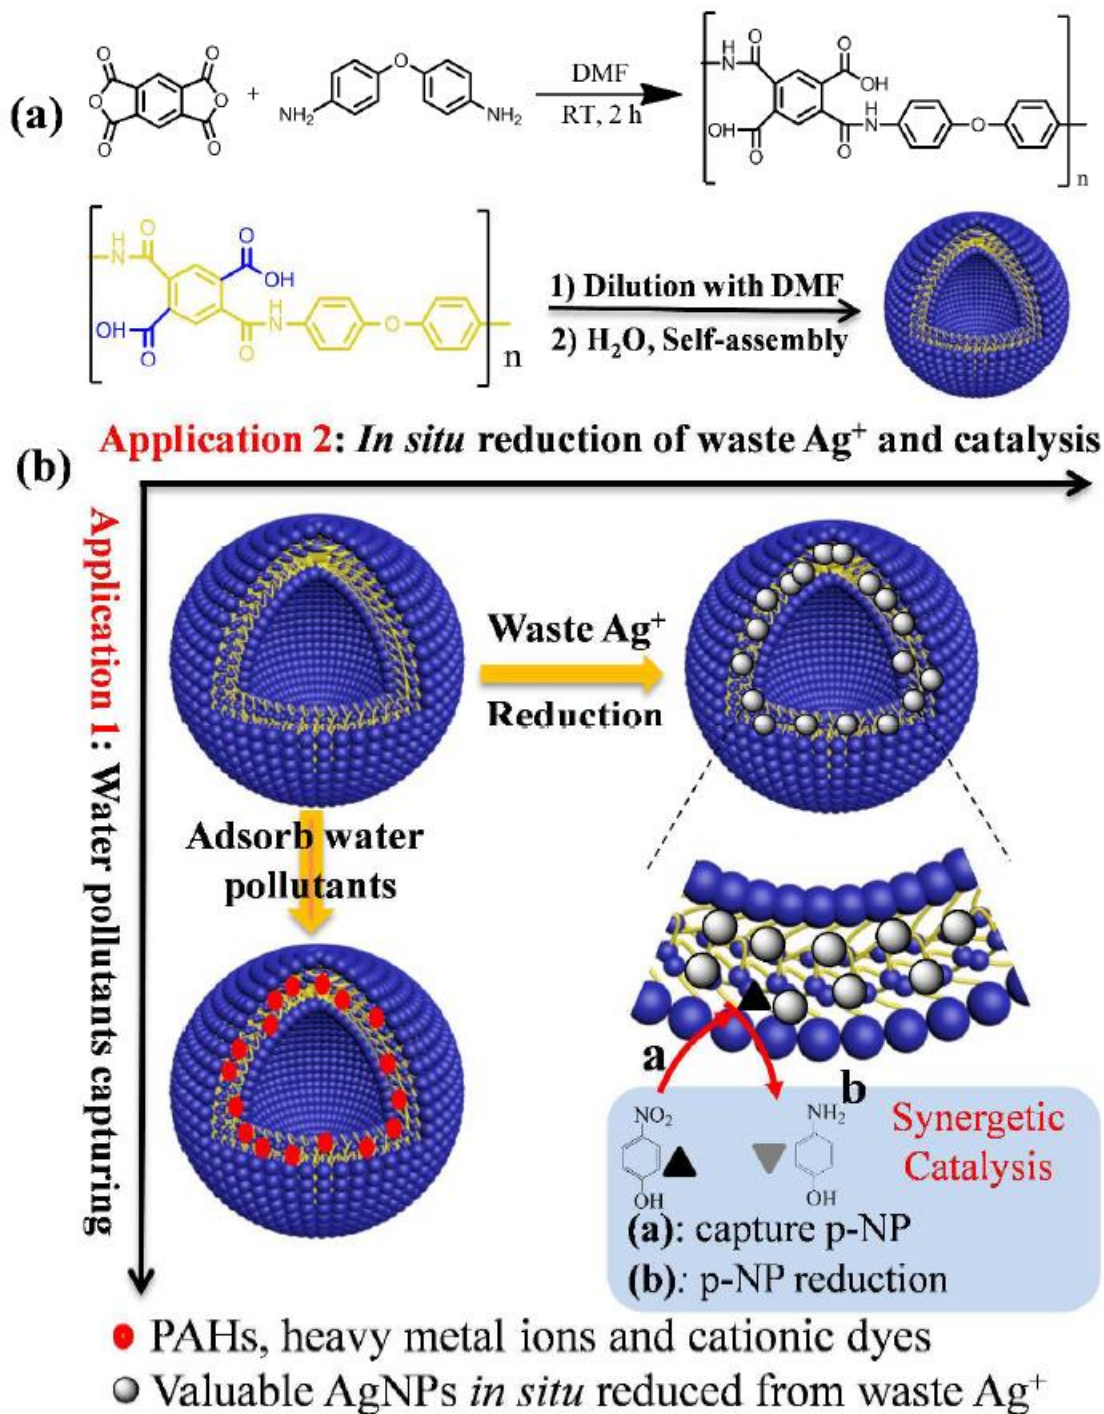 (a)
O
O
O
O
O
O
+
O
NH₂
NH₂
DMF
RT, 2 h
H
N
O
O
OH
OH
O
O
H
N
O
n
H
N
O
O
OH
OH
O
O
H
N
O
n
1) Dilution with DMF
2) H₂O, Self-assembly
Application 2: In situ reduction of waste Ag⁺ and catalysis
(b)
Application 1: Water pollutants capturing
Waste Ag⁺
Reduction
Adsorb water
pollutants
a
b
NO₂
OH
NH₂
OH
Synergetic
Catalysis
(a): capture p-NP
(b): p-NP reduction
PAHs, heavy metal ions and cationic dyes
Valuable AgNPs in situ reduced from waste Ag⁺